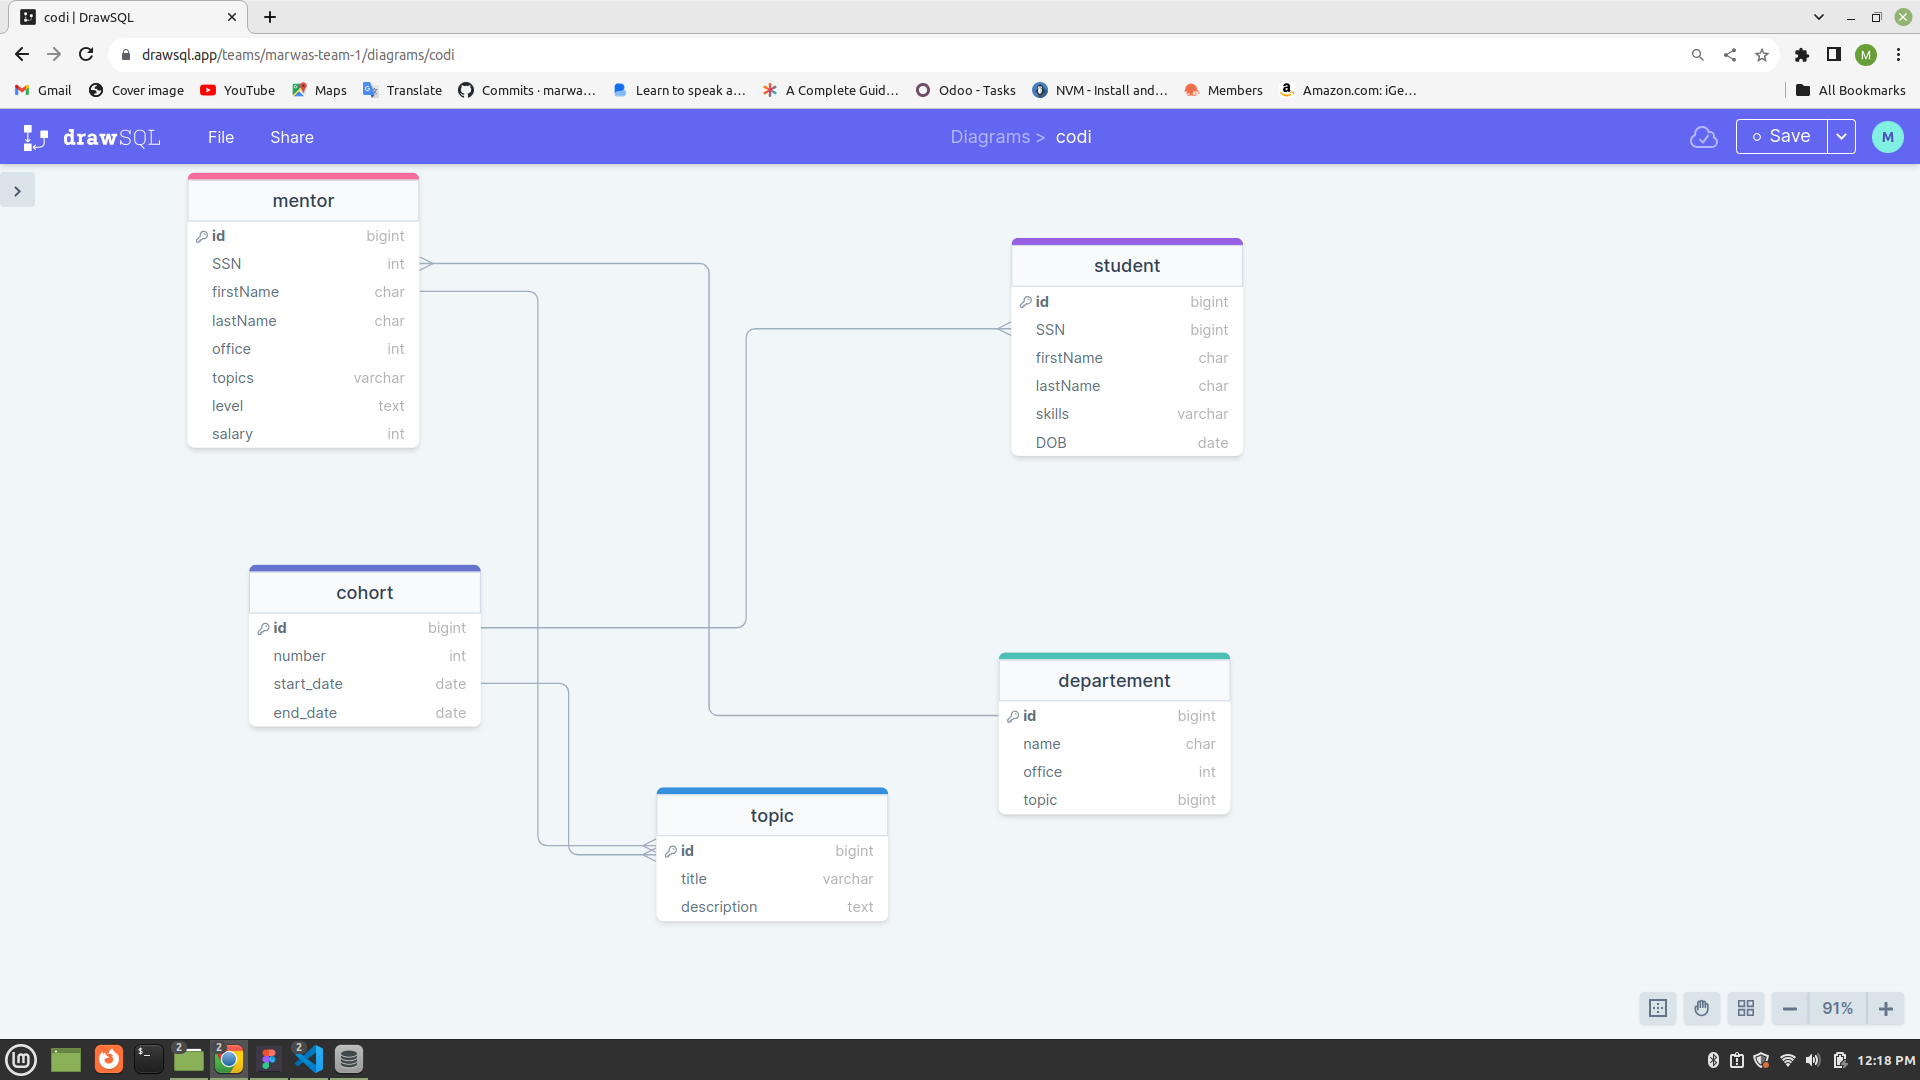 codi | DrawSQL
drawsql.app/teams/marwas-team-1/diagrams/codi
M
Gmail
Cover image
YouTube
Maps
Translate
Commits · marwa...
Learn to speak a...
A Complete Guid...
Odoo - Tasks
NVM - Install and...
Members
Amazon.com: iGe...
All Bookmarks
drawSQL
File
Share
Diagrams > codi
Save
M
mentor
id bigint
SSN int
firstName char
lastName char
office int
topics varchar
level text
salary int
student
id bigint
SSN bigint
firstName char
lastName char
skills varchar
DOB date
cohort
id bigint
number int
start_date date
end_date date
departement
id bigint
name char
office int
topic bigint
topic
id bigint
title varchar
description text
91%
2
2
2
12:18 PM